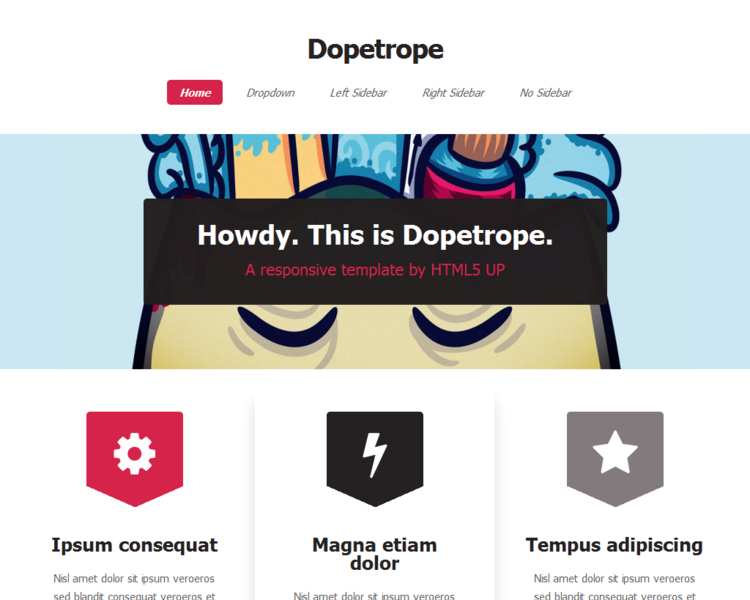 Dopetrope
Home Dropdown Left Sidebar Right Sidebar No Sidebar
Howdy. This is Dopetrope.
A responsive template by HTML5 UP
Ipsum consequat
Nisl amet dolor sit ipsum veroeros
sed blandit consequat veroeros et
Magna etiam
dolor
Nisl amet dolor sit ipsum veroeros
Tempus adipiscing
Nisl amet dolor sit ipsum veroeros
sed blandit consequat veroeros et